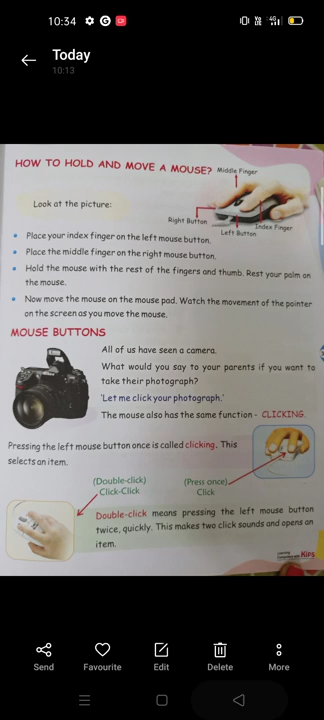 10:34
Today
10:13
HOW TO HOLD AND MOVE A MOUSE?
Middle Finger
Look at the picture:
Right Button
Index Finger
Left Button
Place your index finger on the left mouse button.
Place the middle finger on the right mouse button.
Hold the mouse with the rest of the fingers and thumb. Rest your palm on
the mouse.
Now move the mouse on the mouse pad. Watch the movement of the pointer
on the screen as you move the mouse.
MOUSE BUTTONS
All of us have seen a camera.
What would you say to your parents if you want to
take their photograph?
'Let me click your photograph.'
The mouse also has the same function - CLICKING.
Pressing the left mouse button once is called clicking. This
selects an item.
(Double-click)
Click-Click
(Press once)
Click
Double-click means pressing the left mouse button
twice, quickly. This makes two click sounds and opens an
item.
Kips
Send
Favourite
Edit
Delete
More